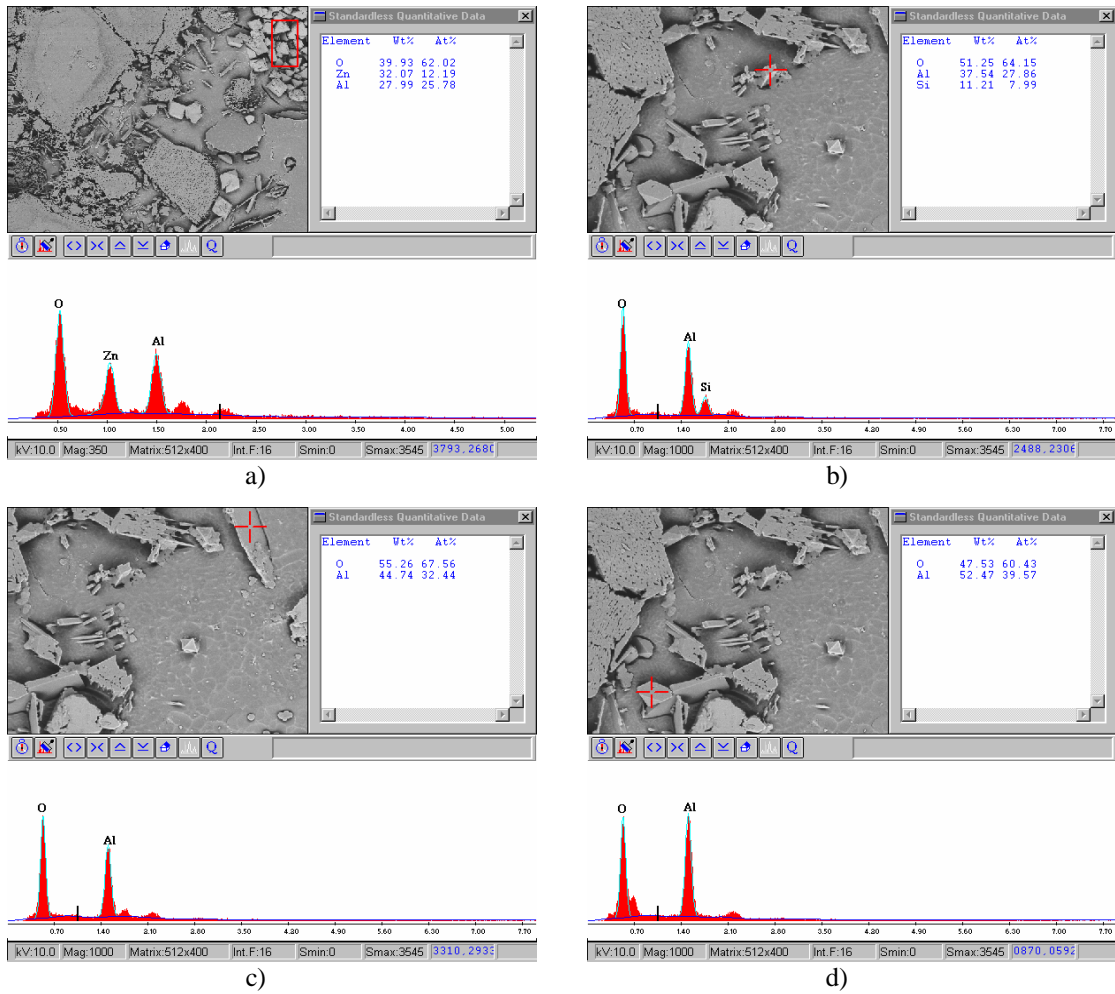 Standardless Quantitative Data
Element Wt% At%
O 39.93 62.02
Zn 32.07 12.19
Al 27.99 25.78
Q
O
Zn
Al
0.50 1.00 1.50 2.00 2.50 3.00 3.50 4.00 4.50 5.00
kV:10.0 Mag:350 Matrix:512x400 Int.F:16 Smin:0 Smax:3545 3793,2680
a)
Standardless Quantitative Data
Element Wt% At%
O 51.25 64.15
Al 37.54 27.86
Si 11.21 7.99
Q
O
Al
Si
0.70 1.40 2.10 2.80 3.50 4.20 4.90 5.60 6.30 7.00 7.70
kV:10.0 Mag:1000 Matrix:512x400 Int.F:16 Smin:0 Smax:3545 2488,2306
b)
Standardless Quantitative Data
Element Wt% At%
O 55.26 67.56
Al 44.74 32.44
Q
O
Al
0.70 1.40 2.10 2.80 3.50 4.20 4.90 5.60 6.30 7.00 7.70
kV:10.0 Mag:1000 Matrix:512x400 Int.F:16 Smin:0 Smax:3545 3310,2933
c)
Standardless Quantitative Data
Element Wt% At%
O 47.53 60.43
Al 52.47 39.57
Q
O
Al
0.70 1.40 2.10 2.80 3.50 4.20 4.90 5.60 6.30 7.00 7.70
kV:10.0 Mag:1000 Matrix:512x400 Int.F:16 Smin:0 Smax:3545 0870,0592
d)